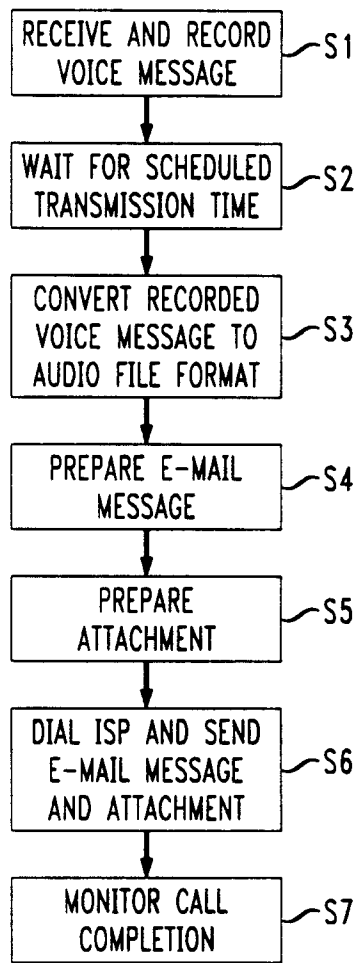 RECEIVE AND RECORD
VOICE MESSAGE
S1
WAIT FOR SCHEDULED
TRANSMISSION TIME
S2
CONVERT RECORDED
VOICE MESSAGE TO
AUDIO FILE FORMAT
S3
PREPARE E-MAIL
MESSAGE
S4
PREPARE
ATTACHMENT
S5
DIAL ISP AND SEND
E-MAIL MESSAGE
AND ATTACHMENT
S6
MONITOR CALL
COMPLETION
S7